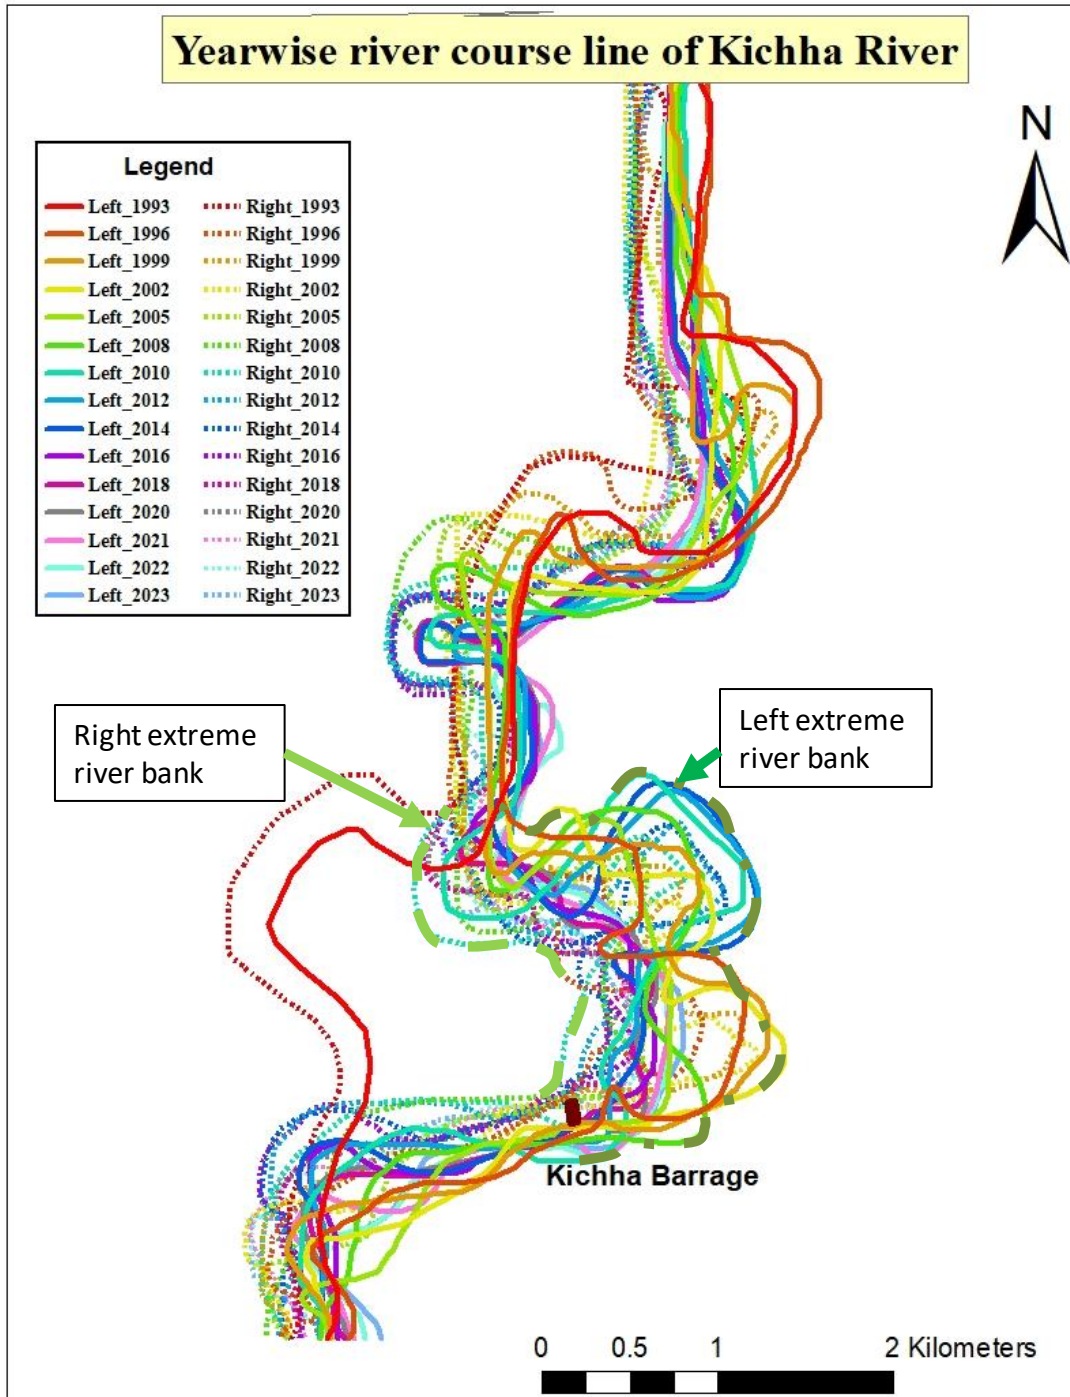 Yearwise river course line of Kichha River
N
Legend
Left_1993 Right_1993
Left_1996 Right_1996
Left_1999 Right_1999
Left_2002 Right_2002
Left_2005 Right_2005
Left_2008 Right_2008
Left_2010 Right_2010
Left_2012 Right_2012
Left_2014 Right_2014
Left_2016 Right_2016
Left_2018 Right_2018
Left_2020 Right_2020
Left_2021 Right_2021
Left_2022 Right_2022
Left_2023 Right_2023
Right extreme
river bank
Left extreme
river bank
Kichha Barrage
0 0.5 1 2 Kilometers